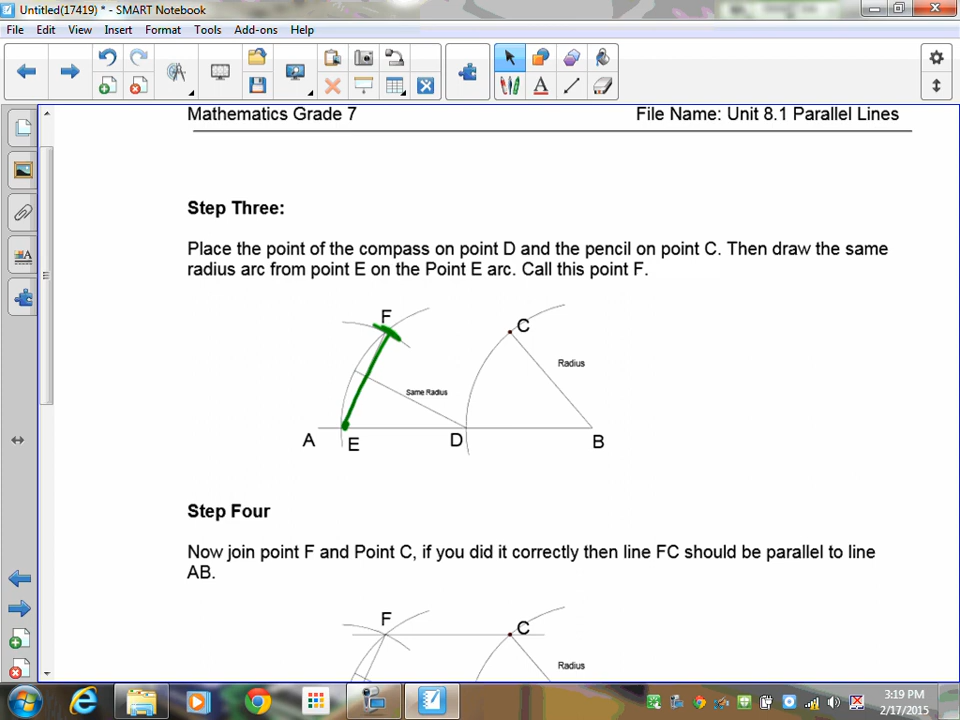 Untitled(17419) * - SMART Notebook
File Edit View Insert Format Tools Add-ons Help
Mathematics Grade 7 File Name: Unit 8.1 Parallel Lines
Step Three:
Place the point of the compass on point D and the pencil on point C. Then draw the same
radius arc from point E on the Point E arc. Call this point F.
F
C
Radius
Same Radius
A E D B
Step Four
Now join point F and Point C, if you did it correctly then line FC should be parallel to line
AB.
F
C
Radius
3:19 PM
2/17/2015